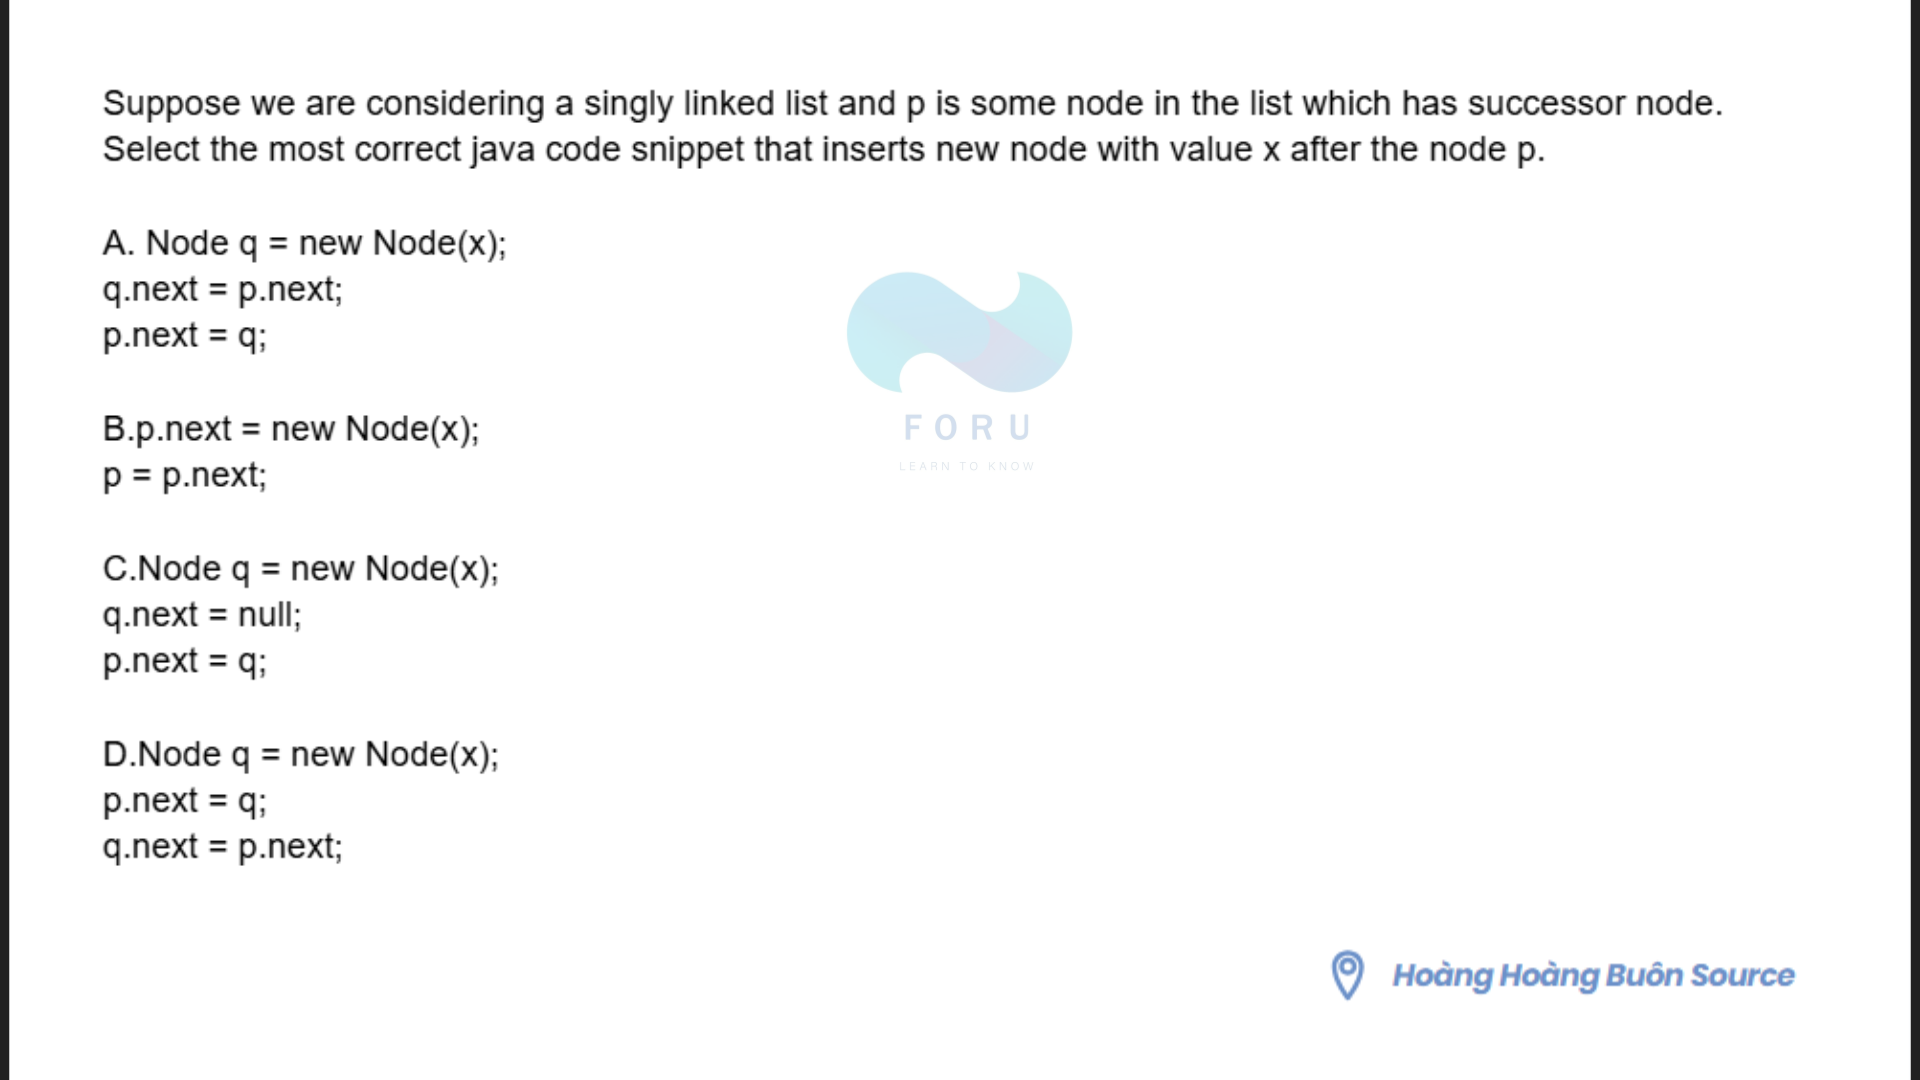 Suppose we are considering a singly linked list and p is some node in the list which has successor node.
Select the most correct java code snippet that inserts new node with value x after the node p.
A. Node q = new Node(x);
q.next = p.next;
p.next = q;
B.p.next = new Node(x);
p = p.next;
C.Node q = new Node(x);
q.next = null;
p.next = q;
D.Node q = new Node(x);
p.next = q;
q.next = p.next;
FORU
LEARN TO KNOW
Hoàng Hoàng Buôn Source